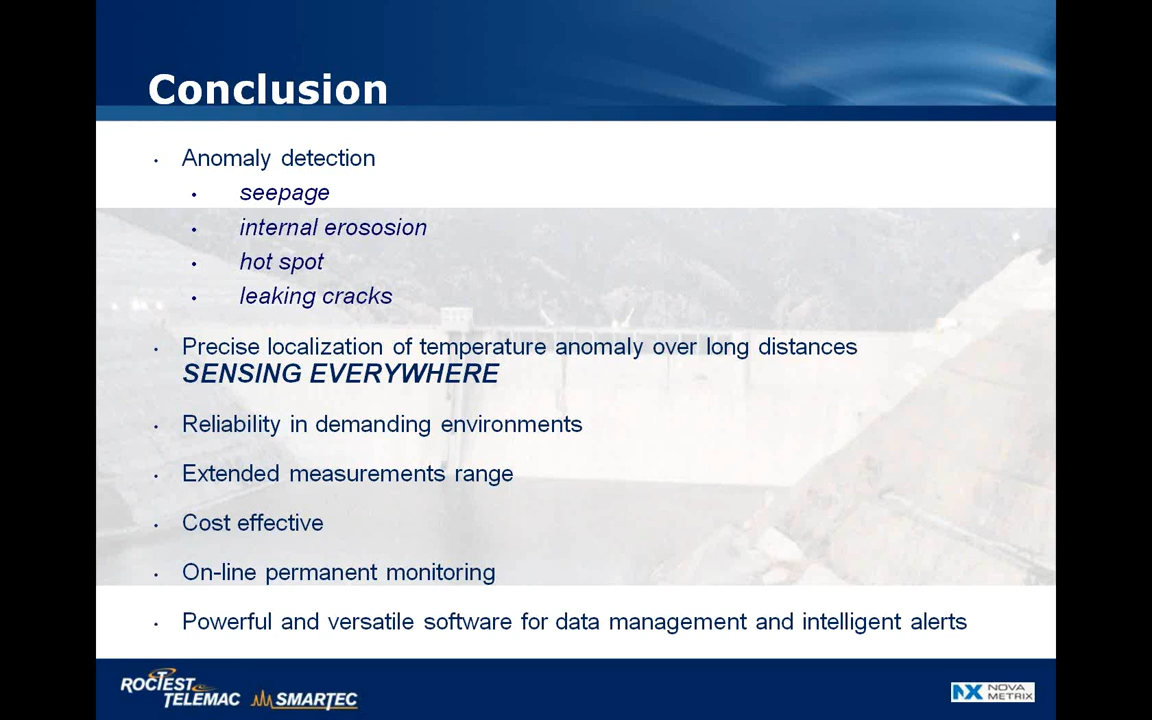 Conclusion
• Anomaly detection
• seepage
• internal erososion
• hot spot
• leaking cracks
• Precise localization of temperature anomaly over long distances
SENSING EVERYWHERE
• Reliability in demanding environments
• Extended measurements range
• Cost effective
• On-line permanent monitoring
• Powerful and versatile software for data management and intelligent alerts
ROCTEST
TELEMAC
SMARTEC
NX NOVA
METRIX